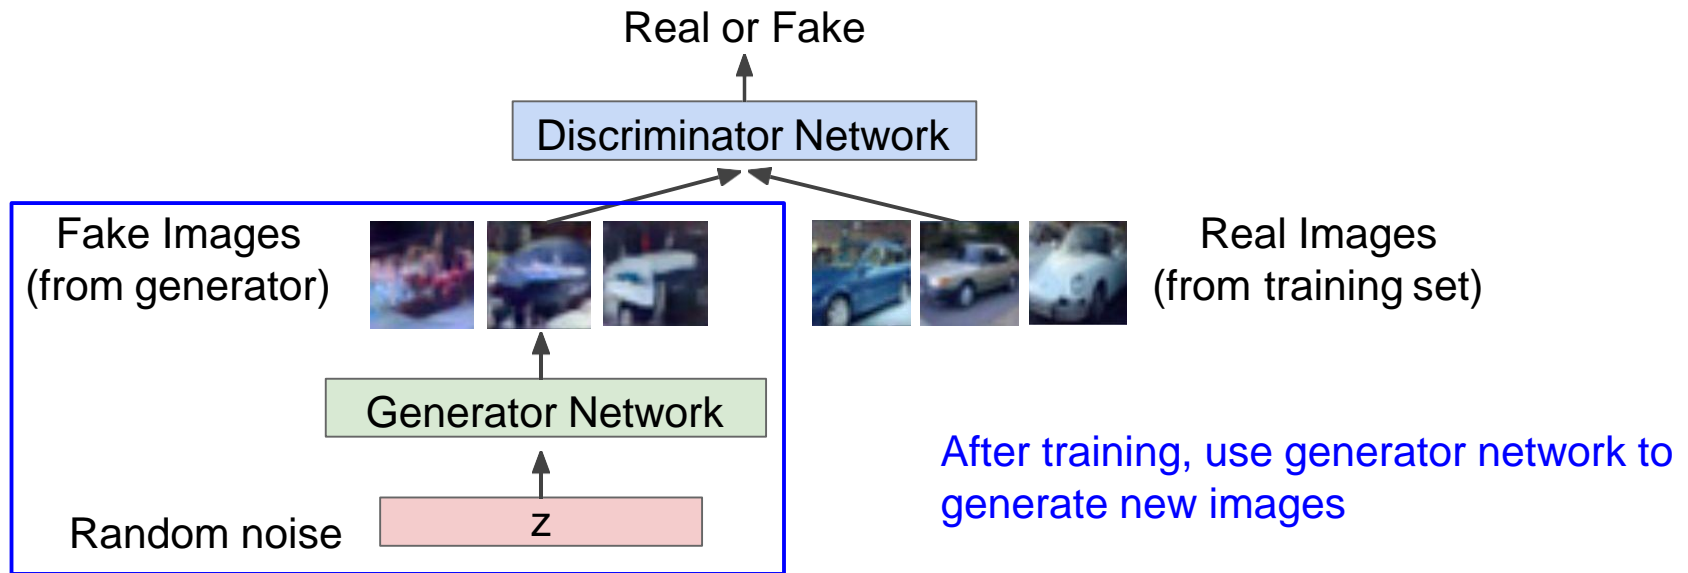 Real or Fake
Discriminator Network
Fake Images
(from generator)
Real Images
(from training set)
Generator Network
After training, use generator network to
generate new images
Random noise
z